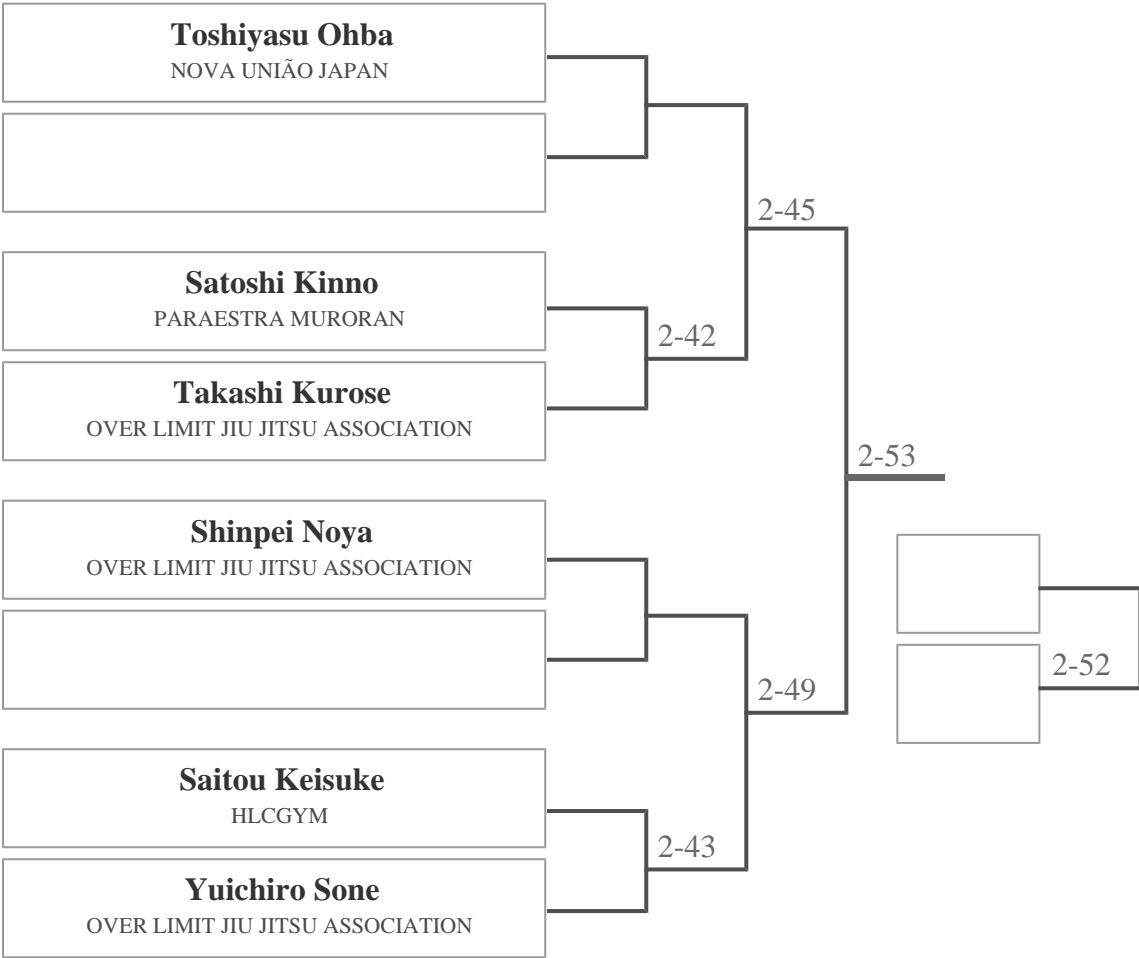 Toshiyasu Ohba
NOVA UNIÃO JAPAN
2-45
Satoshi Kinno
PARAESTRA MURORAN
2-42
Takashi Kurose
OVER LIMIT JIU JITSU ASSOCIATION
2-53
Shinpei Noya
OVER LIMIT JIU JITSU ASSOCIATION
2-52
2-49
Saitou Keisuke
HLCGYM
2-43
Yuichiro Sone
OVER LIMIT JIU JITSU ASSOCIATION